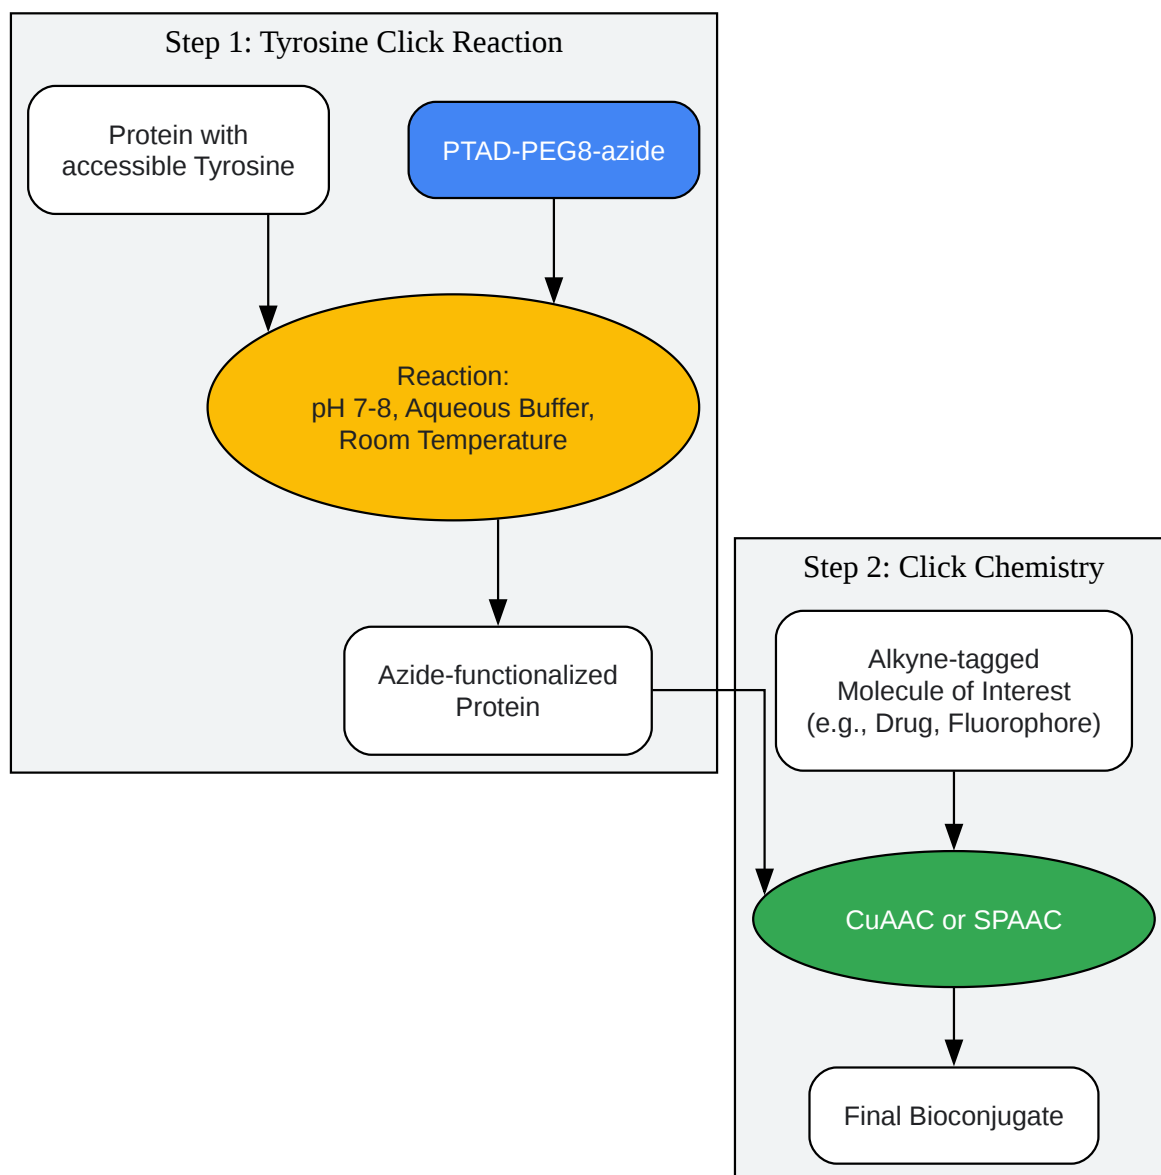 Step 1: Tyrosine Click Reaction
Protein with
accessible Tyrosine
PTAD-PEG8-azide
Reaction:
pH 7-8, Aqueous Buffer,
Room Temperature
Azide-functionalized
Protein
Step 2: Click Chemistry
Alkyne-tagged
Molecule of Interest
(e.g., Drug, Fluorophore)
CuAAC or SPAAC
Final Bioconjugate